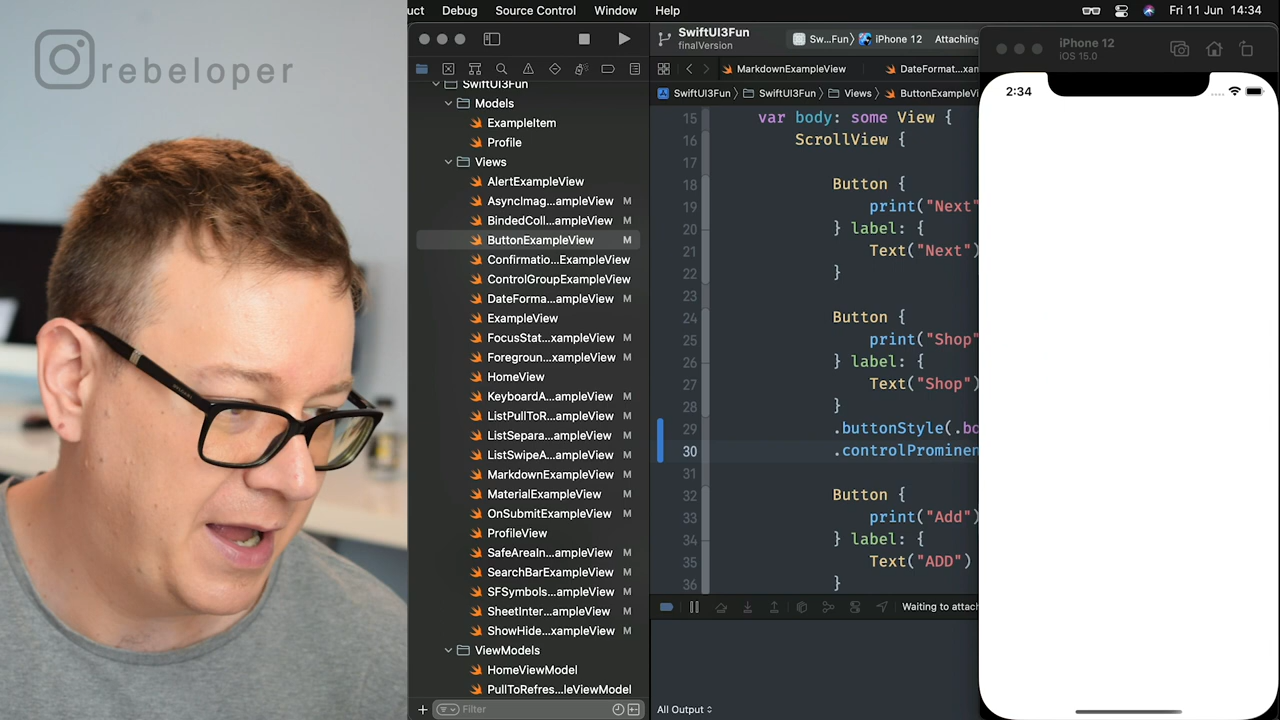 rebeloper
uct Debug Source Control Window Help
Fri 11 Jun 14:34
SwiftUI3Fun
finalVersion
Sw...Fun 〉 iPhone 12
Attaching
iPhone 12
iOS 15.0
2:34
MarkdownExampleView
DateFormat...xam
SwiftUI3Fun 〉 SwiftUI3Fun 〉 Views 〉 ButtonExampleVi
SwiftUI3Fun
Models
ExampleItem
Profile
Views
AlertExampleView
AsyncImag...ampleView M
BindedColl...ampleView M
ButtonExampleView M
Confirmatio...ExampleView
ControlGroupExampleView
DateForma...ampleView M
ExampleView
FocusStat...xampleView M
Foregroun...xampleView M
HomeView
KeyboardA...ampleView M
ListPullToR...ampleView M
ListSepara...ampleView M
ListSwipeA...ampleView M
MarkdownExampleView M
MaterialExampleView M
OnSubmitExampleView M
ProfileView
SafeAreaIn...ampleView M
SearchBarExampleView M
SFSymbols...ampleView M
SheetInter...ampleView M
ShowHide...xampleView M
ViewModels
HomeViewModel
PullToRefres...leViewModel
Filter
15 var body: some View {
16 ScrollView {
17
18 Button {
19 print("Next"
20 } label: {
21 Text("Next")
22 }
23
24 Button {
25 print("Shop"
26 } label: {
27 Text("Shop")
28 }
29 .buttonStyle(.bo
30 .controlProminen
31
32 Button {
33 print("Add")
34 } label: {
35 Text("ADD")
36 }
Waiting to attach
All Output